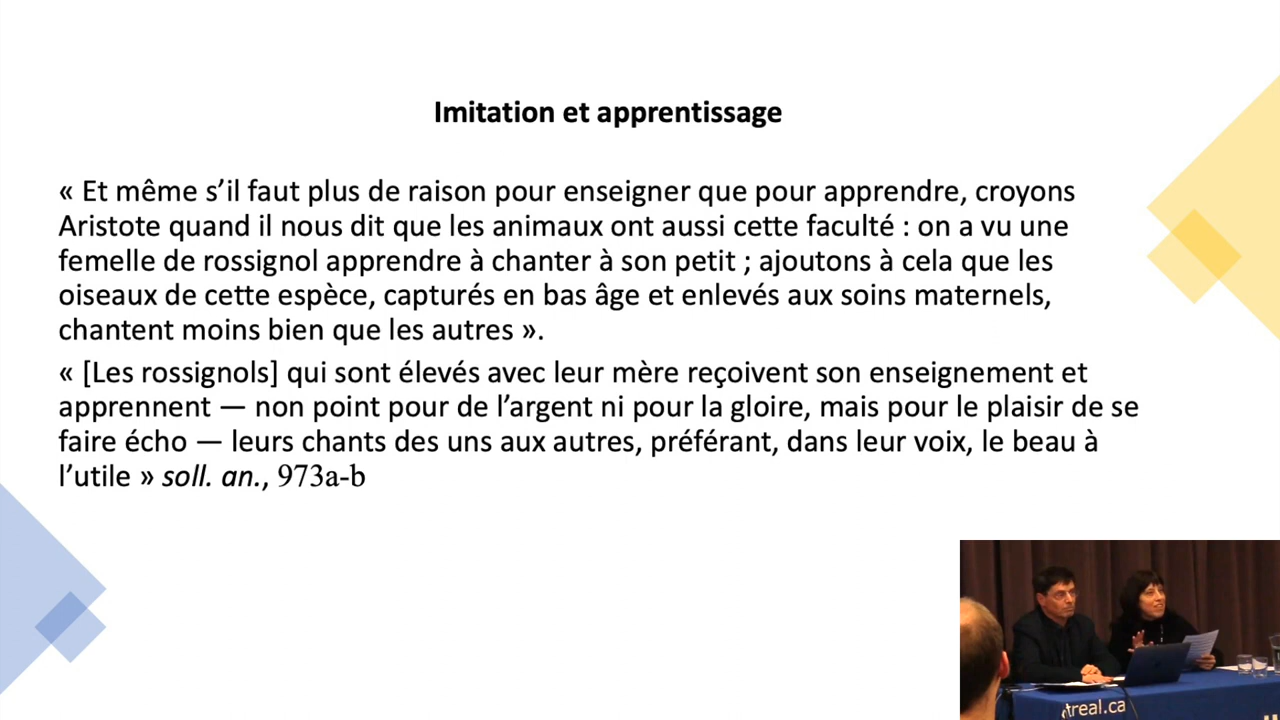 Imitation et apprentissage
« Et même s’il faut plus de raison pour enseigner que pour apprendre, croyons
Aristote quand il nous dit que les animaux ont aussi cette faculté : on a vu une
femelle de rossignol apprendre à chanter à son petit ; ajoutons à cela que les
oiseaux de cette espèce, capturés en bas âge et enlevés aux soins maternels,
chantent moins bien que les autres ».
« [Les rossignols] qui sont élevés avec leur mère reçoivent son enseignement et
apprennent — non point pour de l’argent ni pour la gloire, mais pour le plaisir de se
faire écho — leurs chants des uns aux autres, préférant, dans leur voix, le beau à
l’utile » soll. an., 973a-b
treal.ca